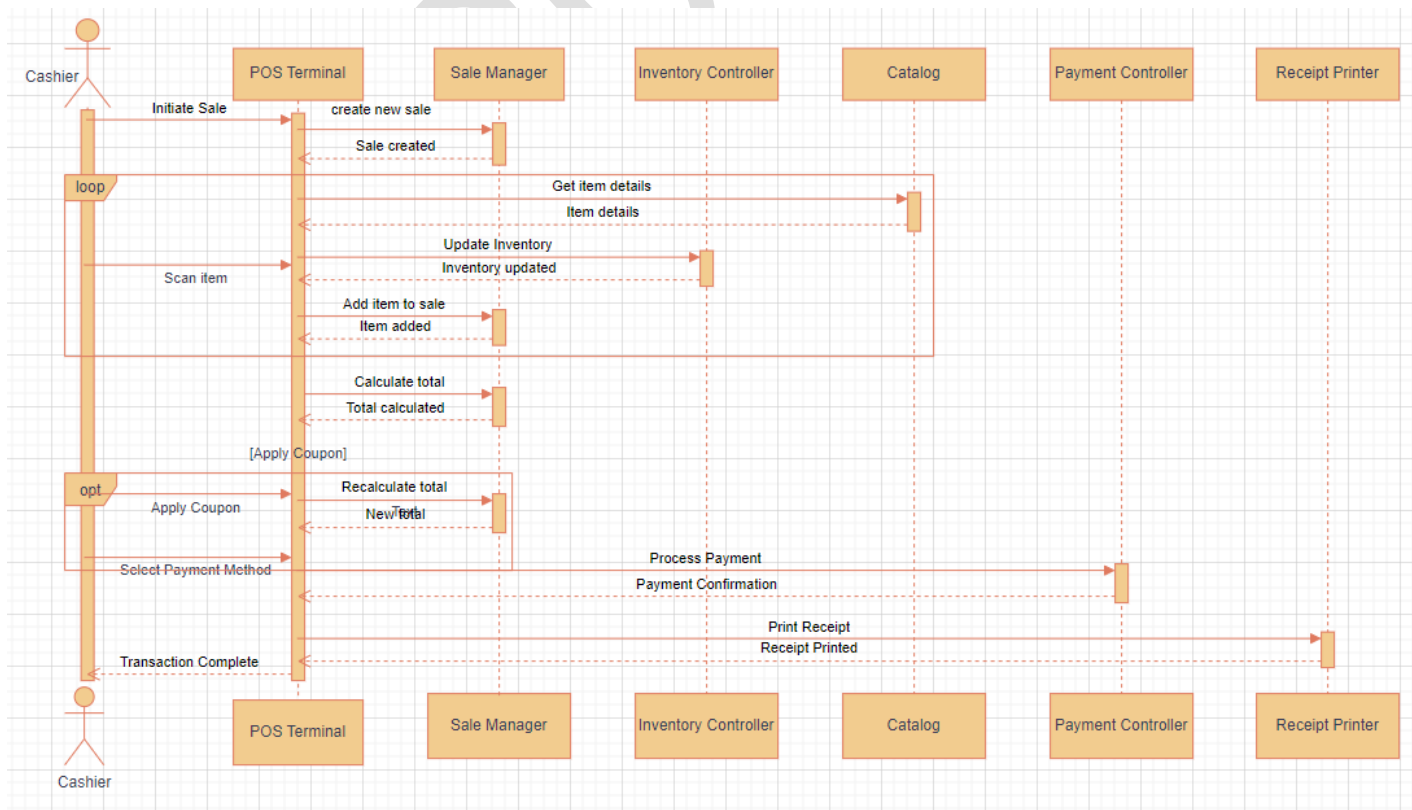 Cashier
POS Terminal
Sale Manager
Inventory Controller
Catalog
Payment Controller
Receipt Printer
Initiate Sale
create new sale
Sale created
loop
Get item details
Item details
Update Inventory
Scan item
Inventory updated
Add item to sale
Item added
Calculate total
Total calculated
[Apply Coupon]
opt
Recalculate total
Apply Coupon
New total
Text
Select Payment Method
Process Payment
Payment Confirmation
Print Receipt
Receipt Printed
Transaction Complete
POS Terminal
Sale Manager
Inventory Controller
Catalog
Payment Controller
Receipt Printer
Cashier